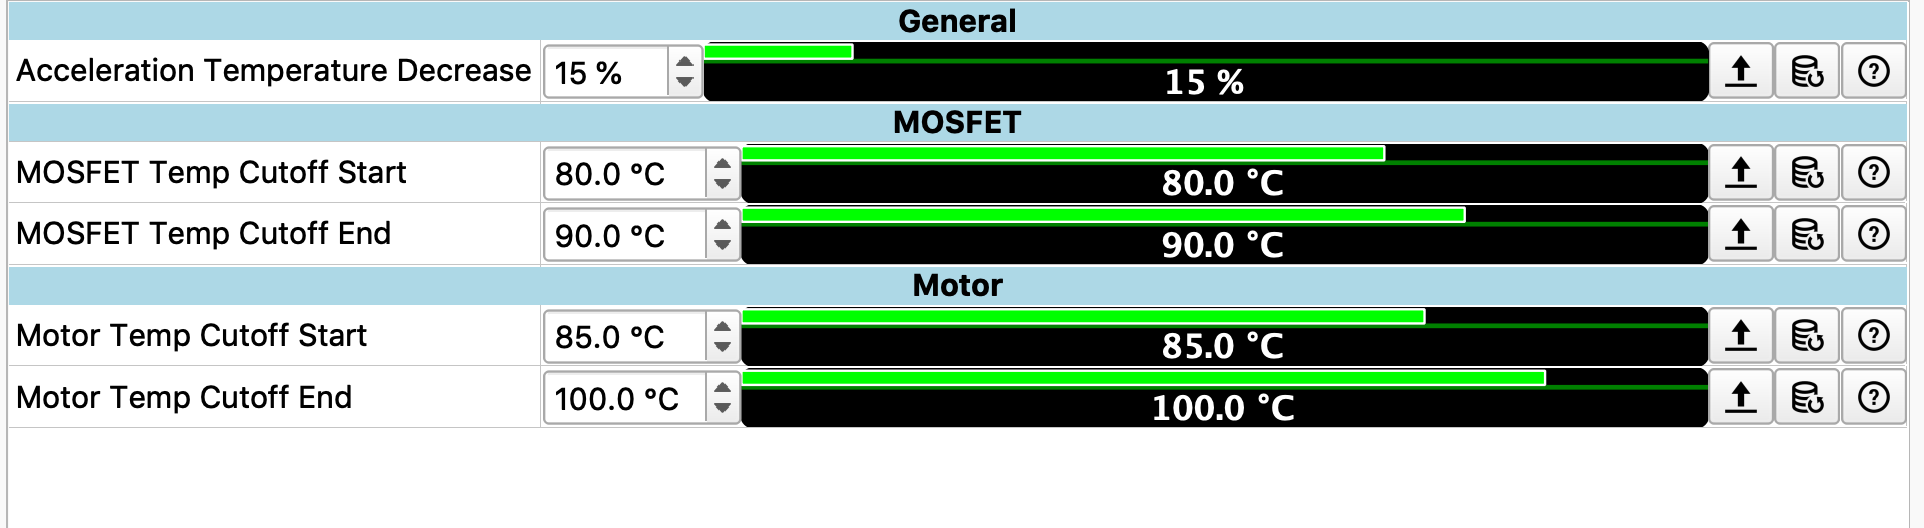 General
Acceleration Temperature Decrease 15 % 15 % ?
MOSFET
MOSFET Temp Cutoff Start 80.0 °C 80.0 °C ?
MOSFET Temp Cutoff End 90.0 °C 90.0 °C ?
Motor
Motor Temp Cutoff Start 85.0 °C 85.0 °C ?
Motor Temp Cutoff End 100.0 °C 100.0 °C ?